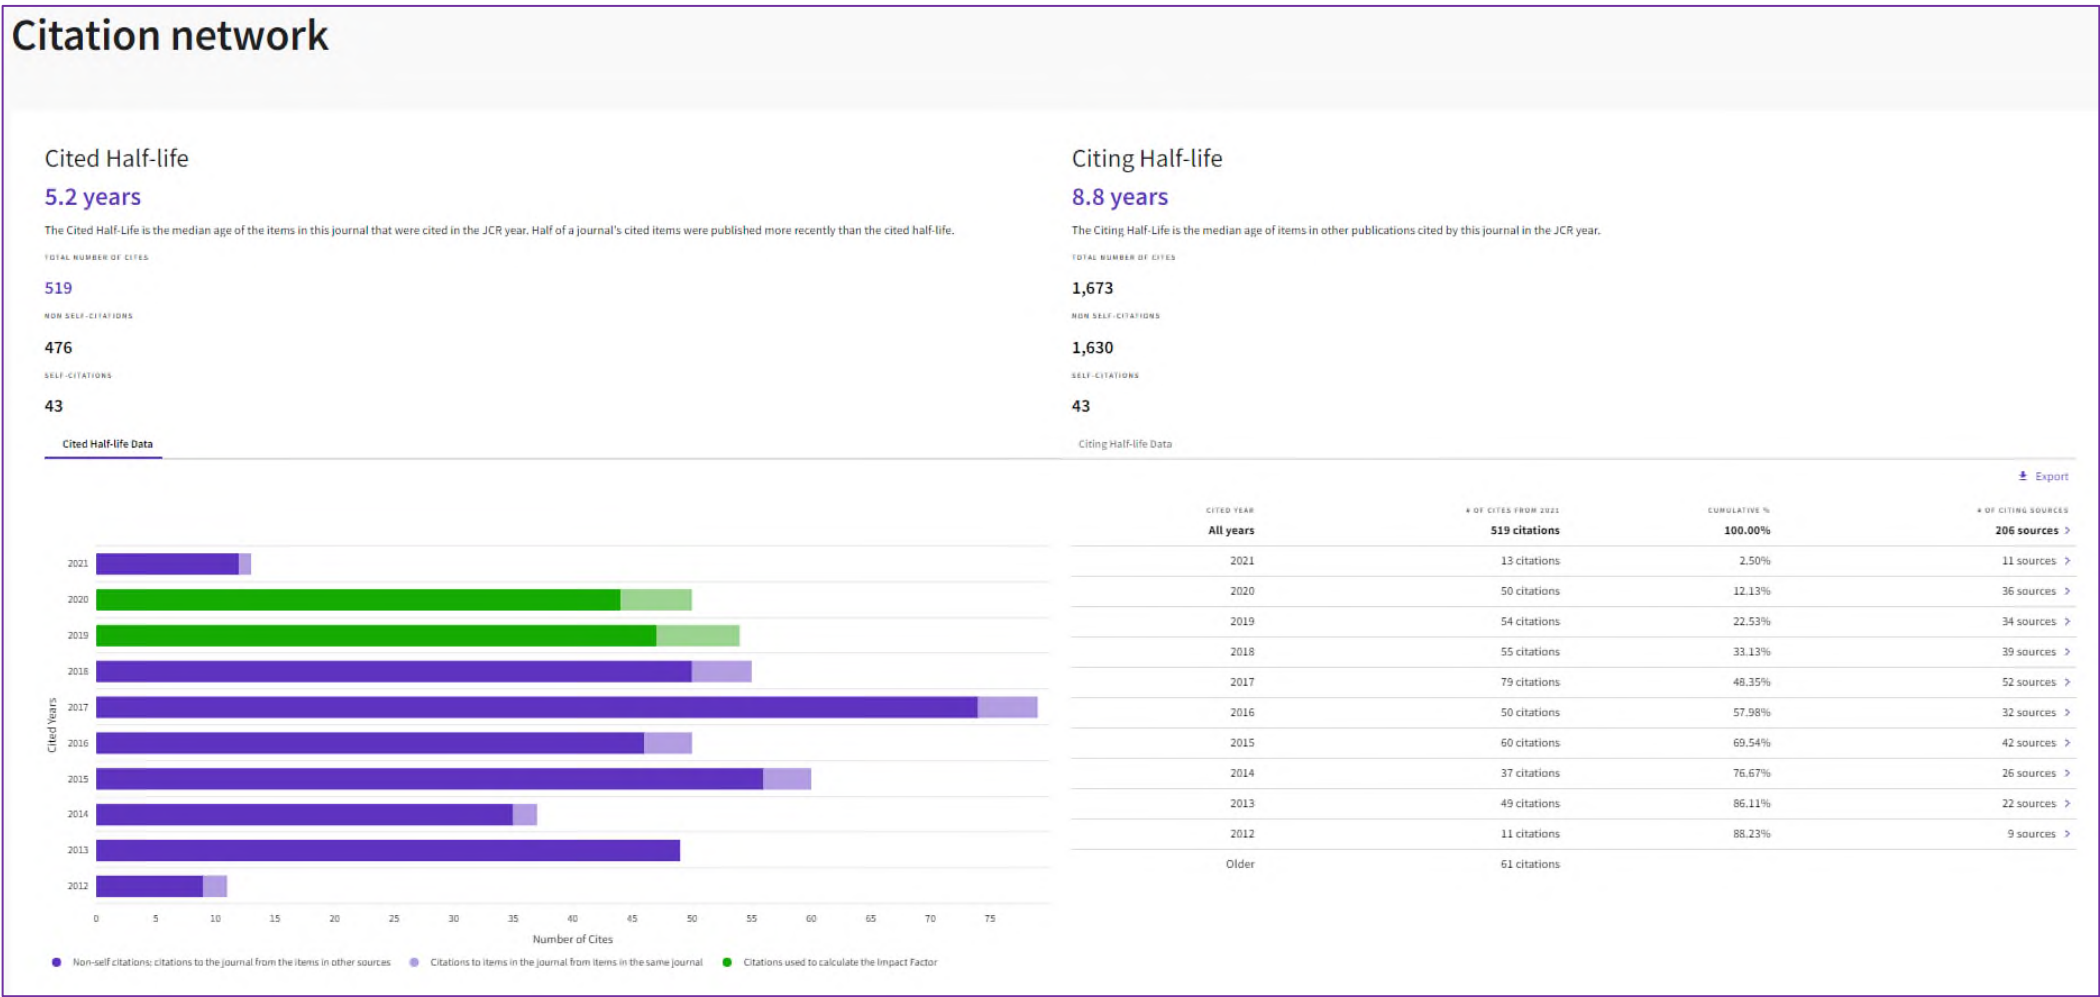 Citation network
Cited Half-life
5.2 years
The Cited Half-Life is the median age of the items in this journal that were cited in the JCR year. Half of a journal's cited items were published more recently than the cited half-life.
TOTAL NUMBER OF CITES
519
NON SELF-CITATIONS
476
SELF-CITATIONS
43
Citing Half-life
8.8 years
The Citing Half-Life is the median age of items in other publications cited by this journal in the JCR year.
TOTAL NUMBER OF CITES
1,673
NON SELF-CITATIONS
1,630
SELF-CITATIONS
43
Cited Half-life Data
Citing Half-life Data
Export
Cited Years
2021
2020
2019
2018
2017
2016
2015
2014
2013
2012
0 5 10 15 20 25 30 35 40 45 50 55 60 65 70 75
Number of Cites
Non-self citations: citations to the journal from the items in other sources
Citations to items in the journal from items in the same journal
Citations used to calculate the Impact Factor
CITED YEAR # OF CITES FROM 2021 CUMULATIVE % # OF CITING SOURCES
All years 519 citations 100.00% 206 sources >
2021 13 citations 2.50% 11 sources >
2020 50 citations 12.13% 36 sources >
2019 54 citations 22.53% 34 sources >
2018 55 citations 33.13% 39 sources >
2017 79 citations 48.35% 52 sources >
2016 50 citations 57.98% 32 sources >
2015 60 citations 69.54% 42 sources >
2014 37 citations 76.67% 26 sources >
2013 49 citations 86.11% 22 sources >
2012 11 citations 88.23% 9 sources >
Older 61 citations